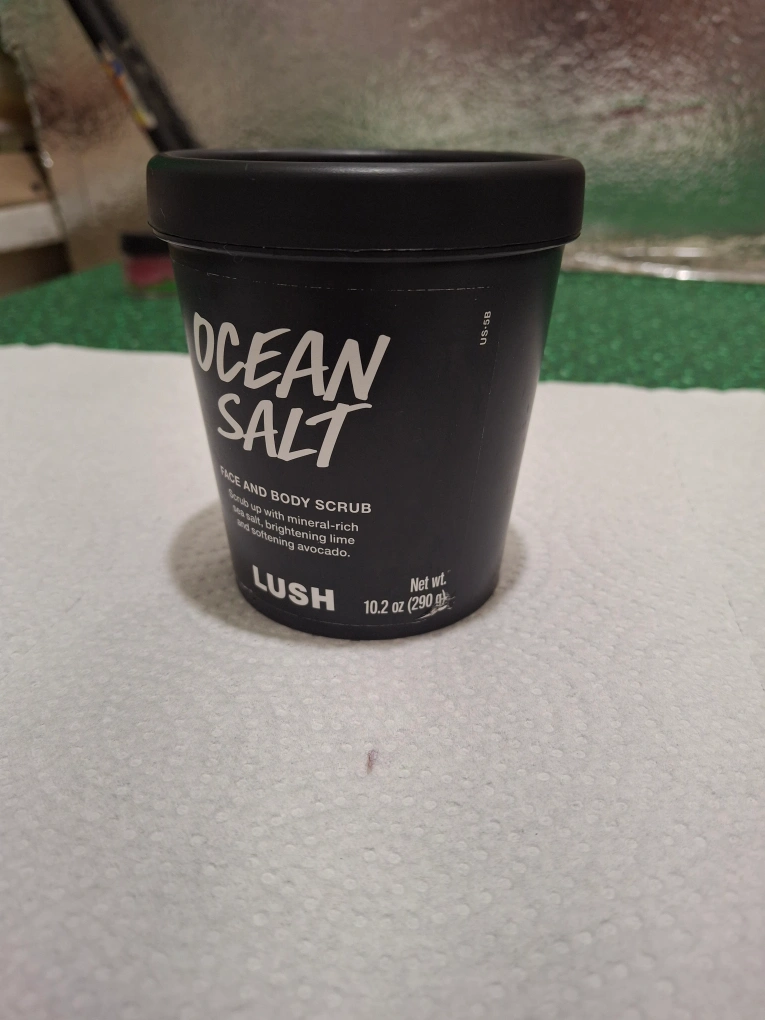 OCEAN
SALT
FACE AND BODY SCRUB
Scrub up with mineral-rich
sea salt, brightening lime
and softening avocado.
LUSH
Net wt.
10.2 oz (290 g)
US-5B